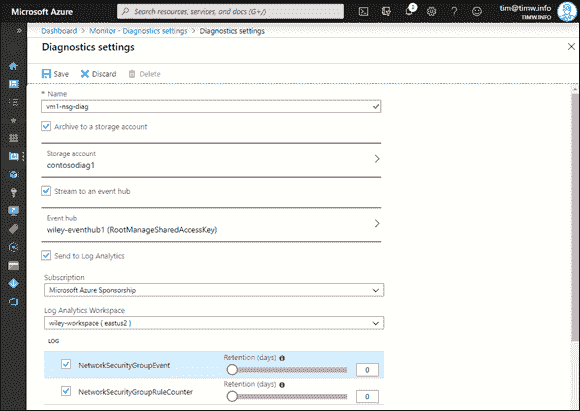 Microsoft Azure
Search resources, services, and docs (G+/)
2
tim@timw.info
TIMW.INFO
Dashboard > Monitor - Diagnostics settings > Diagnostics settings
Diagnostics settings
Save Discard Delete
* Name
vm1-nsg-diag
Archive to a storage account
Storage account
contosodiag1
Stream to an event hub
Event hub
wiley-eventhub1 (RootManageSharedAccessKey)
Send to Log Analytics
Subscription
Microsoft Azure Sponsorship
Log Analytics Workspace
wiley-workspace ( eastus2 )
LOG
Retention (days)
NetworkSecurityGroupEvent 0
Retention (days)
NetworkSecurityGroupRuleCounter 0